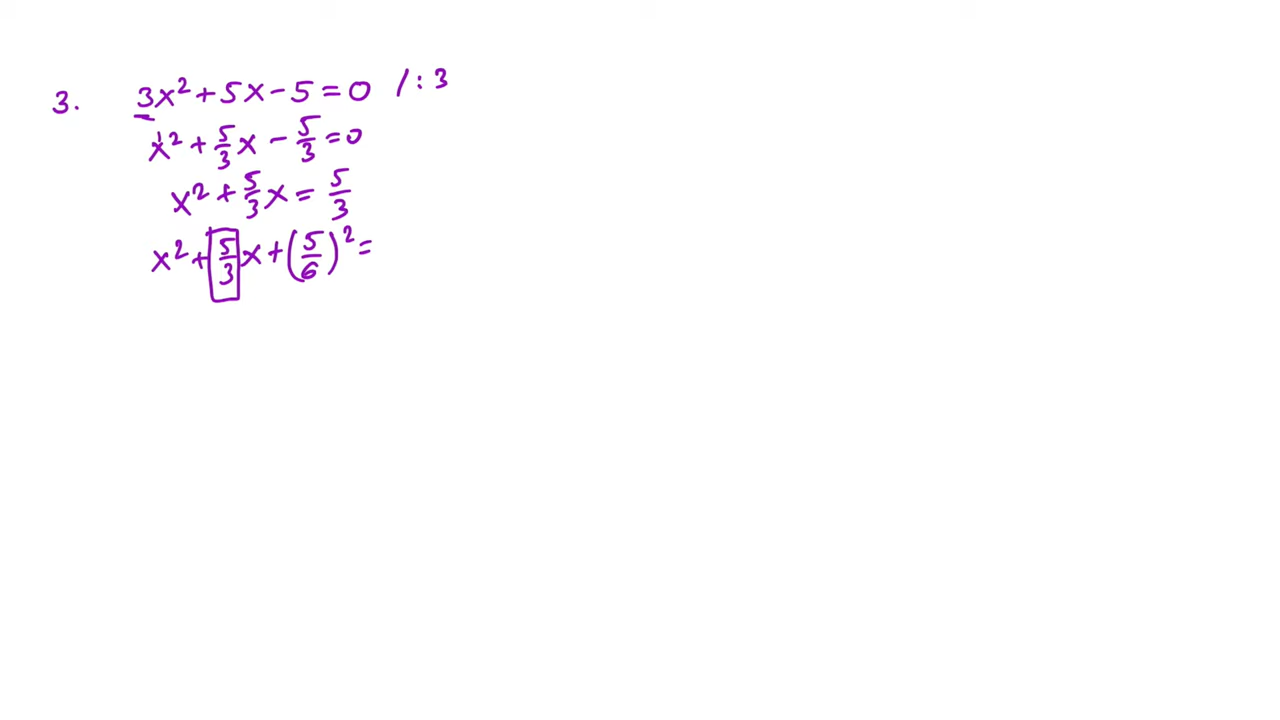 3. 3x² + 5x - 5 = 0 /: 3
x² + 5/3 x - 5/3 = 0
x² + 5/3 x = 5/3
x² + 5/3 x + (5/6)² =